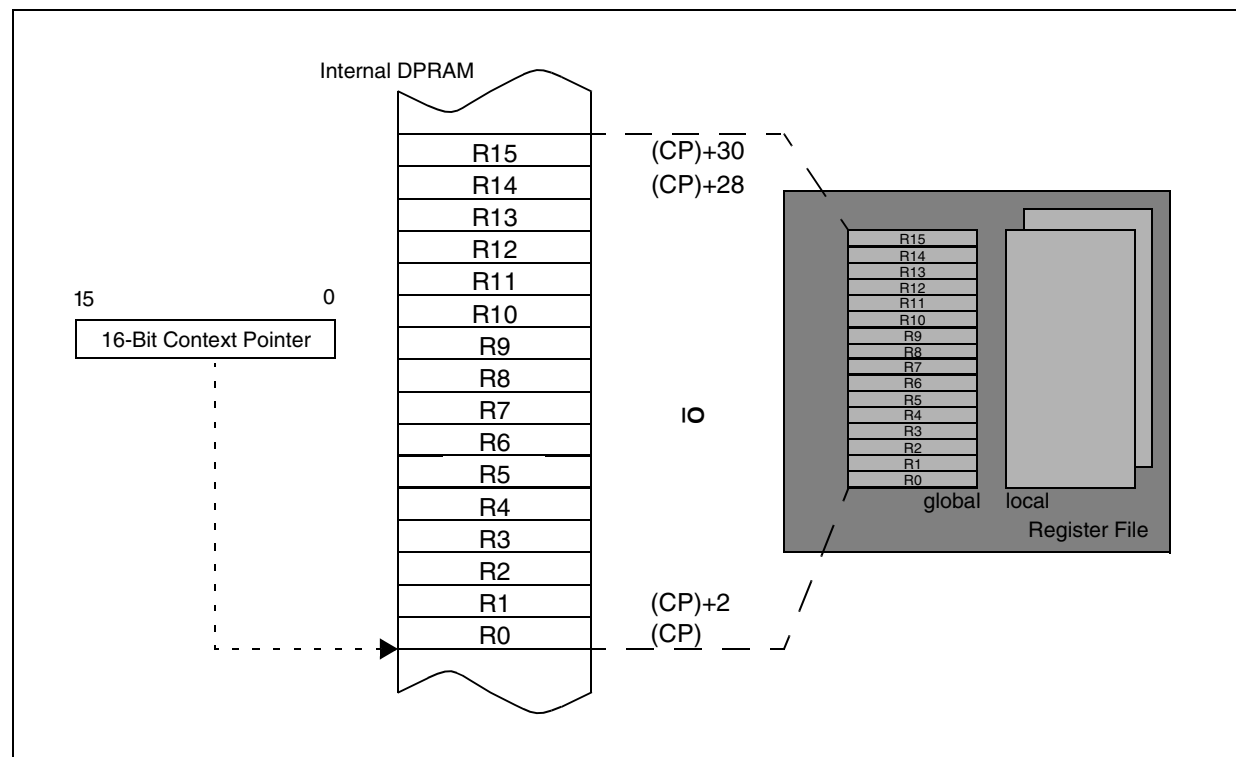 Internal DPRAM
R15
R14
R13
R12
R11
R10
R9
R8
R7
R6
R5
R4
R3
R2
R1
R0
15 0
16-Bit Context Pointer
(CP)+30
(CP)+28
(CP)+2
(CP)
R15
R14
R13
R12
R11
R10
R9
R8
R7
R6
R5
R4
R3
R2
R1
R0
global local
Register File